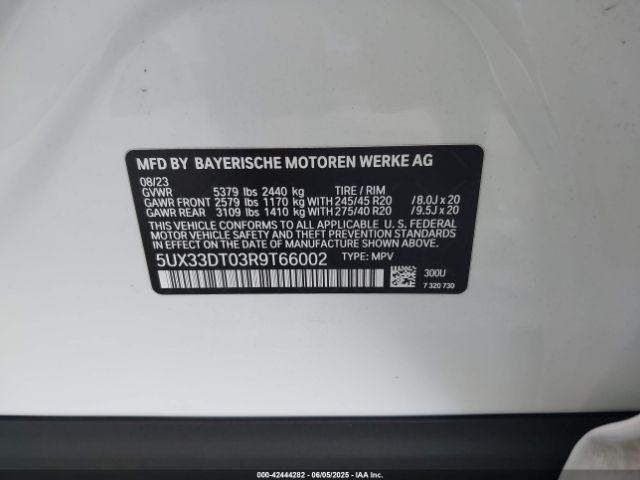 MFD BY BAYERISCHE MOTOREN WERKE AG
08/23
GVWR 5379 lbs 2440 kg TIRE / RIM
GAWR FRONT 2579 lbs 1170 kg WITH 245/45 R20 /8.0J x 20
GAWR REAR 3109 lbs 1410 kg WITH 275/40 R20 /9.5J x 20
THIS VEHICLE CONFORMS TO ALL APPLICABLE U.S. FEDERAL
MOTOR VEHICLE SAFETY, BUMPER, AND THEFT PREVENTION
STANDARDS IN EFFECT ON THE DATE OF MANUFACTURE SHOWN ABOVE.
5UX33DT03R9T66002 TYPE: MPV
300U
7 320 730
000-42444282 - 06/05/2025 - IAA Inc.